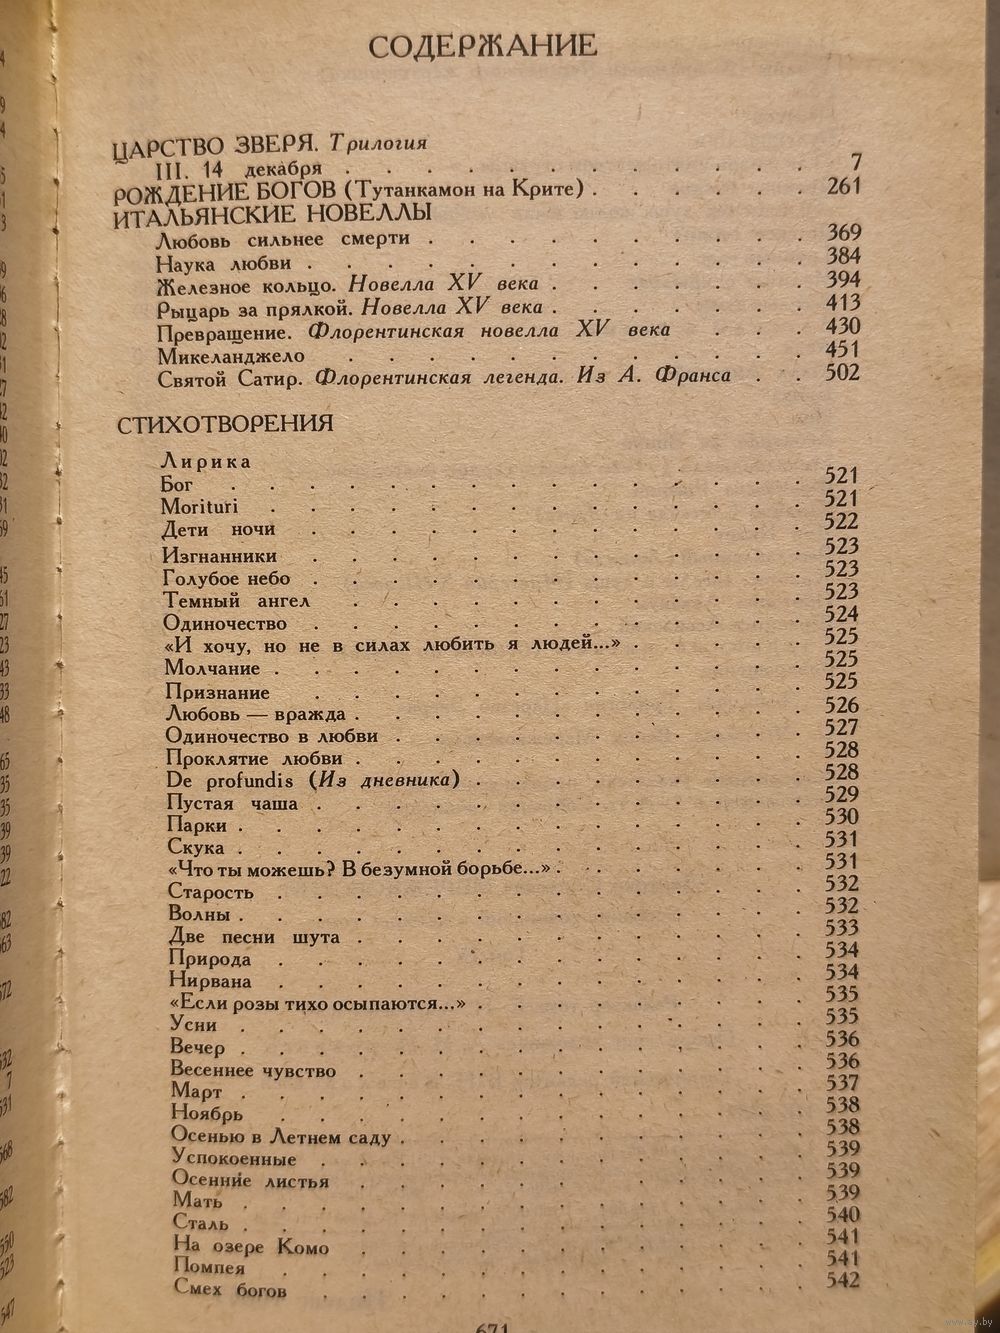 СОДЕРЖАНИЕ
ЦАРСТВО ЗВЕРЯ. Трилогия
III. 14 декабря . . . . . . . . . . . . 7
РОЖДЕНИЕ БОГОВ (Тутанкамон на Крите) . . . . . . 261
ИТАЛЬЯНСКИЕ НОВЕЛЛЫ
Любовь сильнее смерти . . . . . . . . . . 369
Наука любви . . . . . . . . . . . . . 384
Железное кольцо. Новелла XV века . . . . . . . 394
Рыцарь за прялкой. Новелла XV века . . . . . . . 413
Превращение. Флорентинская новелла XV века . . . 430
Микеланджело . . . . . . . . . . . . 451
Святой Сатир. Флорентинская легенда. Из А. Франса . . 502
СТИХОТВОРЕНИЯ
Лирика
Бог . . . . . . . . . . . . . . . 521
Morituri . . . . . . . . . . . . . . 521
Дети ночи . . . . . . . . . . . . . 522
Изгнанники . . . . . . . . . . . . . 523
Голубое небо . . . . . . . . . . . . . 523
Темный ангел . . . . . . . . . . . . 523
Одиночество . . . . . . . . . . . . . 524
«И хочу, но не в силах любить я людей...» . . . . . 525
Молчание . . . . . . . . . . . . . . 525
Признание . . . . . . . . . . . . . 525
Любовь — вражда . . . . . . . . . . . . 526
Одиночество в любви . . . . . . . . . . . 527
Проклятие любви . . . . . . . . . . . . 528
De profundis (Из дневника) . . . . . . . . . 528
Пустая чаша . . . . . . . . . . . . . 529
Парки . . . . . . . . . . . . . . . 530
Скука . . . . . . . . . . . . . . . 531
«Что ты можешь? В безумной борьбе...» . . . . . . . 531
Старость . . . . . . . . . . . . . . 532
Волны . . . . . . . . . . . . . . . 532
Две песни шута . . . . . . . . . . . . 533
Природа . . . . . . . . . . . . . . 534
Нирвана . . . . . . . . . . . . . . 534
«Если розы тихо осыпаются...» . . . . . . . . . 535
Усни . . . . . . . . . . . . . . . 535
Вечер . . . . . . . . . . . . . . . 536
Весеннее чувство . . . . . . . . . . . . 536
Март . . . . . . . . . . . . . . . 537
Ноябрь . . . . . . . . . . . . . . 538
Осенью в Летнем саду . . . . . . . . . . . 538
Успокоенные . . . . . . . . . . . . . 539
Осенние листья . . . . . . . . . . . . 539
Мать . . . . . . . . . . . . . . . 539
Сталь . . . . . . . . . . . . . . . 540
На озере Комо . . . . . . . . . . . . 541
Помпея . . . . . . . . . . . . . . 541
Смех богов . . . . . . . . . . . . . 542
671
www.ay.by